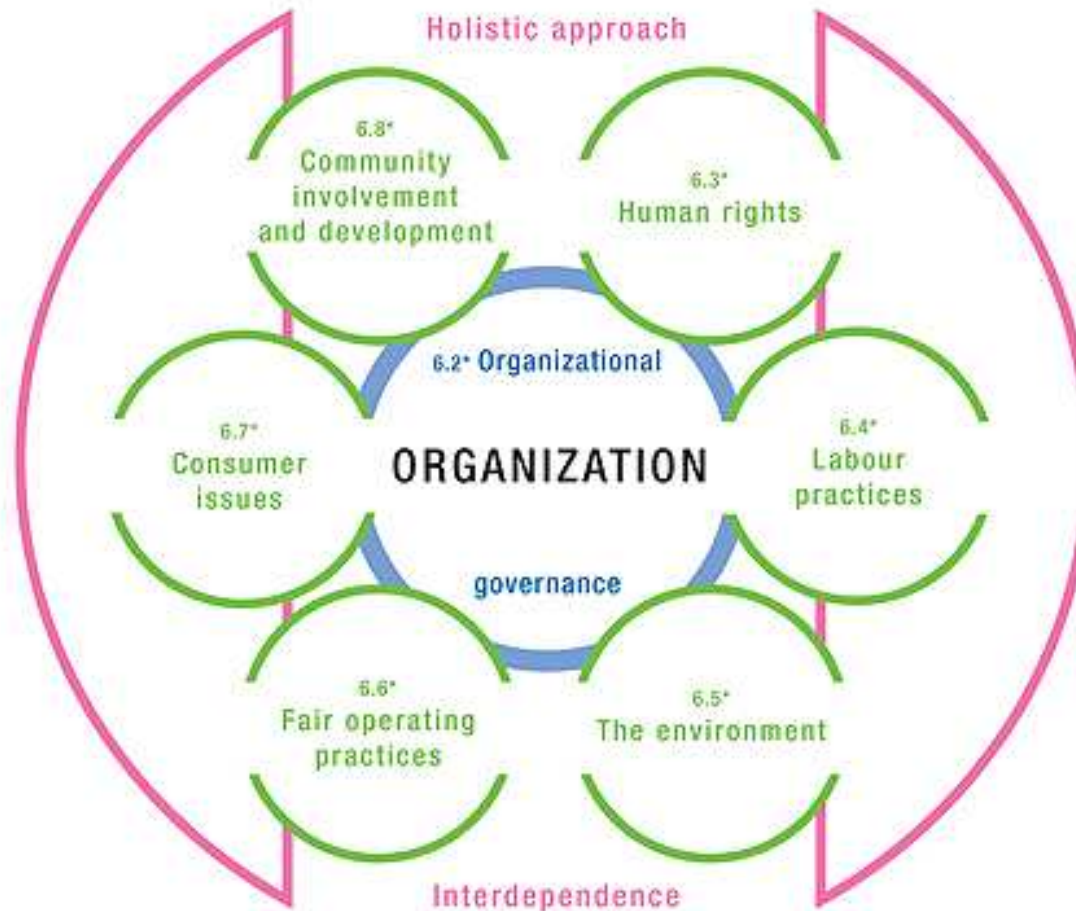 Holistic approach
6.8*
Community
involvement
and development
6.3*
Human rights
6.2* Organizational
6.7*
Consumer
issues
ORGANIZATION
6.4*
Labour
practices
governance
6.6*
Fair operating
practices
6.5*
The environment
Interdependence